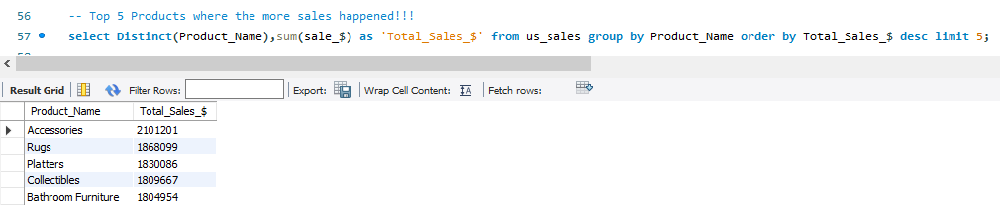 56 -- Top 5 Products where the more sales happened!!!
57 select Distinct(Product_Name),sum(sale_$) as 'Total_Sales_$' from us_sales group by Product_Name order by Total_Sales_$ desc limit 5;
Result Grid Filter Rows: Export: Wrap Cell Content: Fetch rows:
Product_Name Total_Sales_$
Accessories 2101201
Rugs 1868099
Platters 1830086
Collectibles 1809667
Bathroom Furniture 1804954